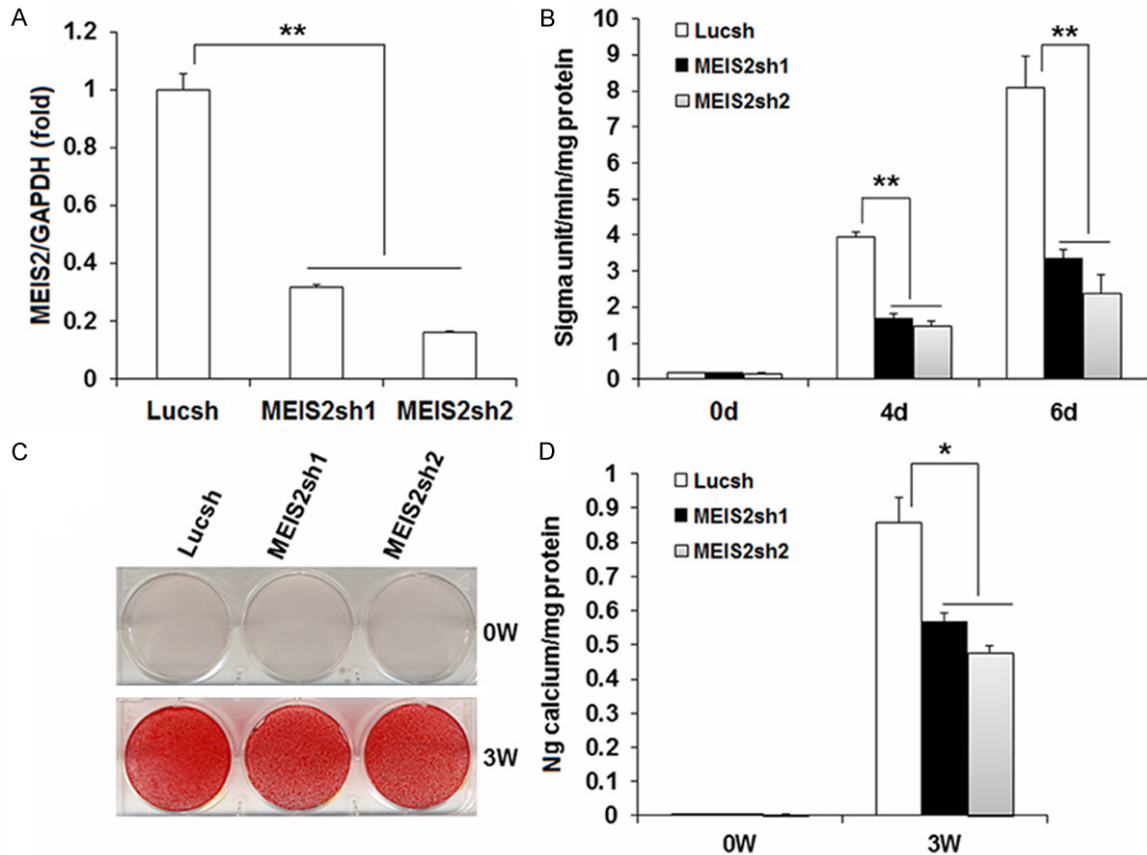 A
MEIS2/GAPDH (fold)
1.2
1
0.8
0.6
0.4
0.2
0
**
Lucsh MEIS2sh1 MEIS2sh2
B
Sigma unit/min/mg protein
10
9
8
7
6
5
4
3
2
1
0
Lucsh
MEIS2sh1
MEIS2sh2
**
**
0d 4d 6d
C
Lucsh MEIS2sh1 MEIS2sh2
0W
3W
D
Ng calcium/mg protein
1
0.9
0.8
0.7
0.6
0.5
0.4
0.3
0.2
0.1
0
Lucsh
MEIS2sh1
MEIS2sh2
*
0W 3W